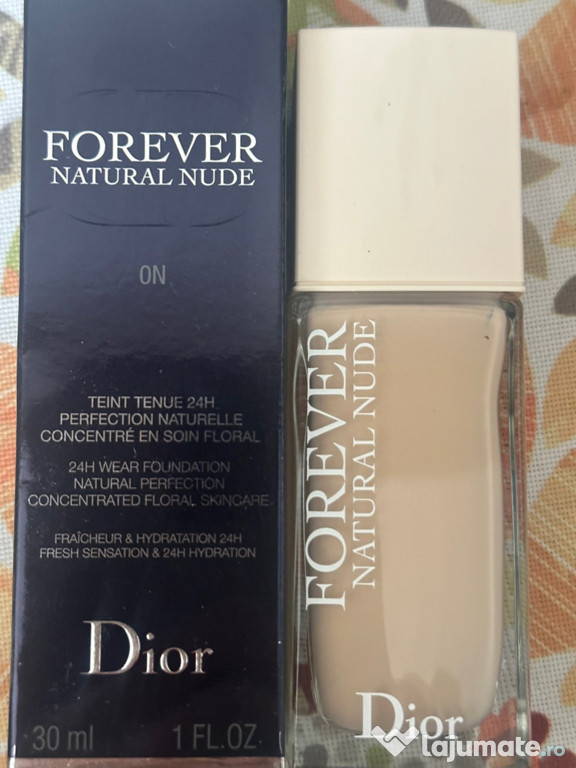 FOREVER
NATURAL NUDE
0N
TEINT TENUE 24H
PERFECTION NATURELLE
CONCENTRÉ EN SOIN FLORAL
24H WEAR FOUNDATION
NATURAL PERFECTION
CONCENTRATED FLORAL SKINCARE
FRAÎCHEUR & HYDRATATION 24H
FRESH SENSATION & 24H HYDRATION
Dior
30 ml 1 FL.OZ
FOREVER
NATURAL NUDE
Dior
lajumate.ro